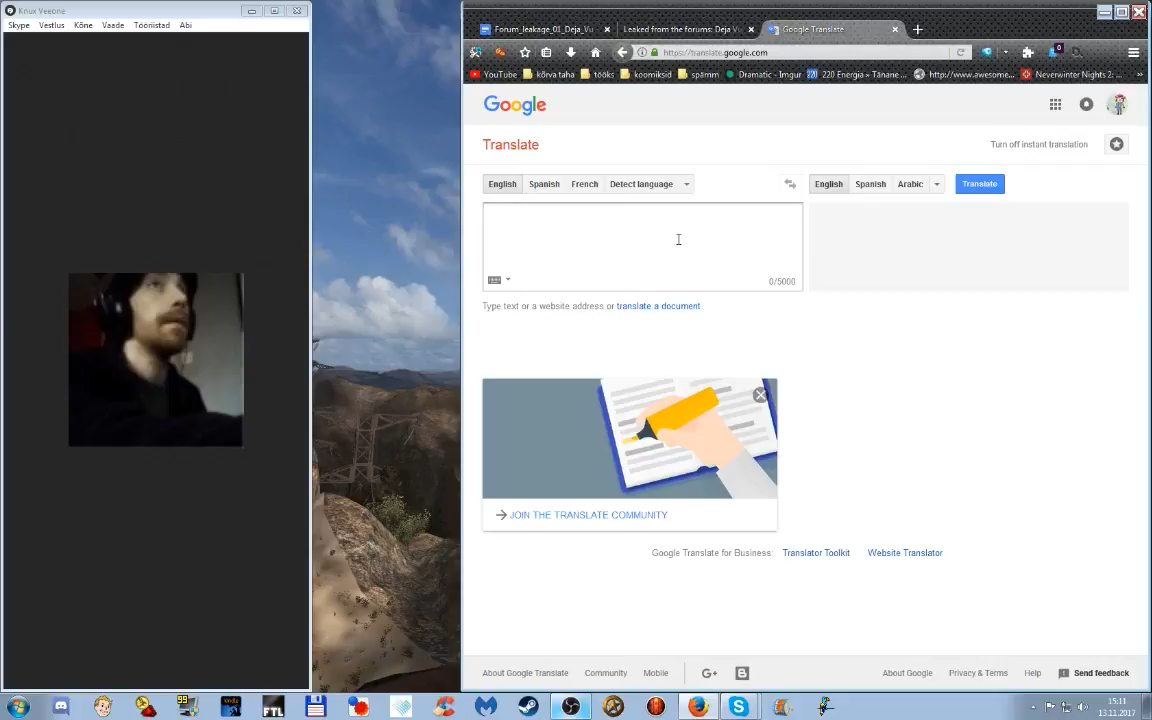 Knux Veeone
Skype Vestlus Kõne Vaade Tööriistad Abi
Forum_leakage_01_Deja_Vu
Leaked from the forums: Deja Vu
Google Translate
https://translate.google.com
0
YouTube kõrva taha tööks koomiksid spämm Dramatic - Imgur 220 Energia » Tänane... http://www.awesome... Neverwinter Nights 2: ...
Google
Translate
Turn off instant translation
English Spanish French Detect language
English Spanish Arabic Translate
0/5000
Type text or a website address or translate a document
JOIN THE TRANSLATE COMMUNITY
Google Translate for Business: Translator Toolkit Website Translator
About Google Translate Community Mobile G+ About Google Privacy & Terms Help Send feedback
FTL
15:11
13.11.2017